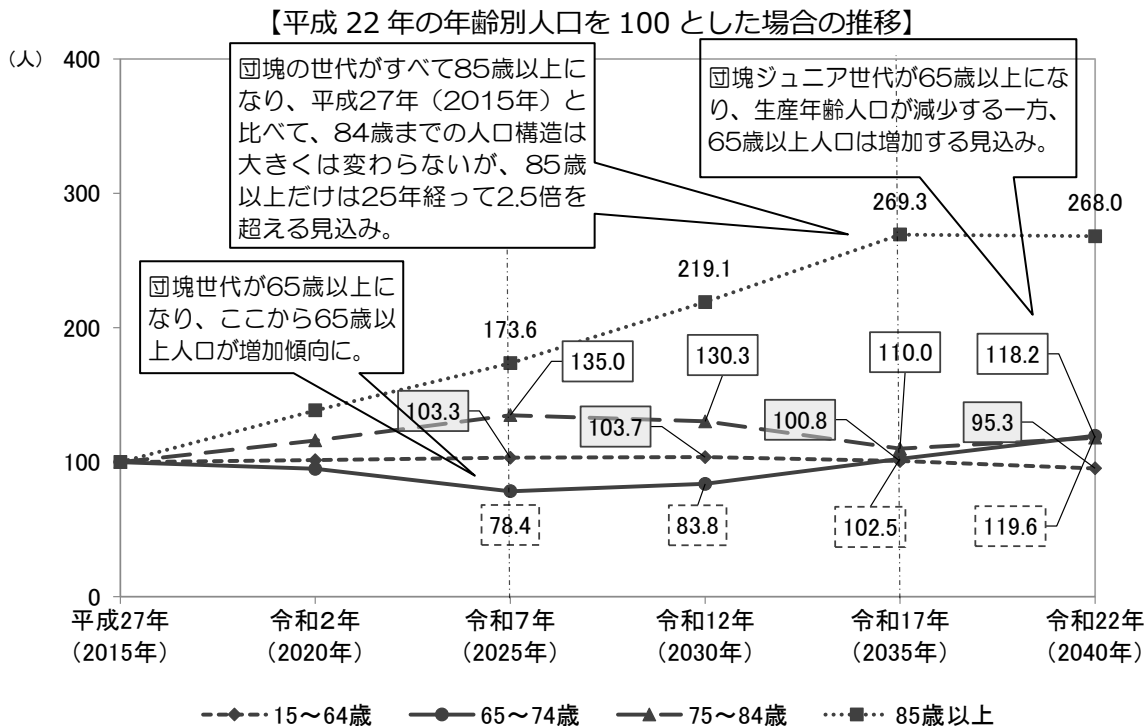 【平成 22 年の年齢別人口を 100 とした場合の推移】
(人)
400
300
200
100
0
団塊の世代がすべて85歳以上に
なり、平成27年（2015年）と
比べて、84歳までの人口構造は
大きくは変わらないが、85歳
以上だけは25年経って2.5倍を
超える見込み。
団塊ジュニア世代が65歳以上にな
り、生産年齢人口が減少する一方、
65歳以上人口は増加する見込み。
団塊世代が65歳以上に
なり、ここから65歳以
上人口が増加傾向に。
173.6
219.1
269.3
268.0
135.0
130.3
110.0
118.2
103.3
103.7
100.8
95.3
78.4
83.8
102.5
119.6
平成27年
（2015年）
令和2年
（2020年）
令和7年
（2025年）
令和12年
（2030年）
令和17年
（2035年）
令和22年
（2040年）
15～64歳
65～74歳
75～84歳
85歳以上